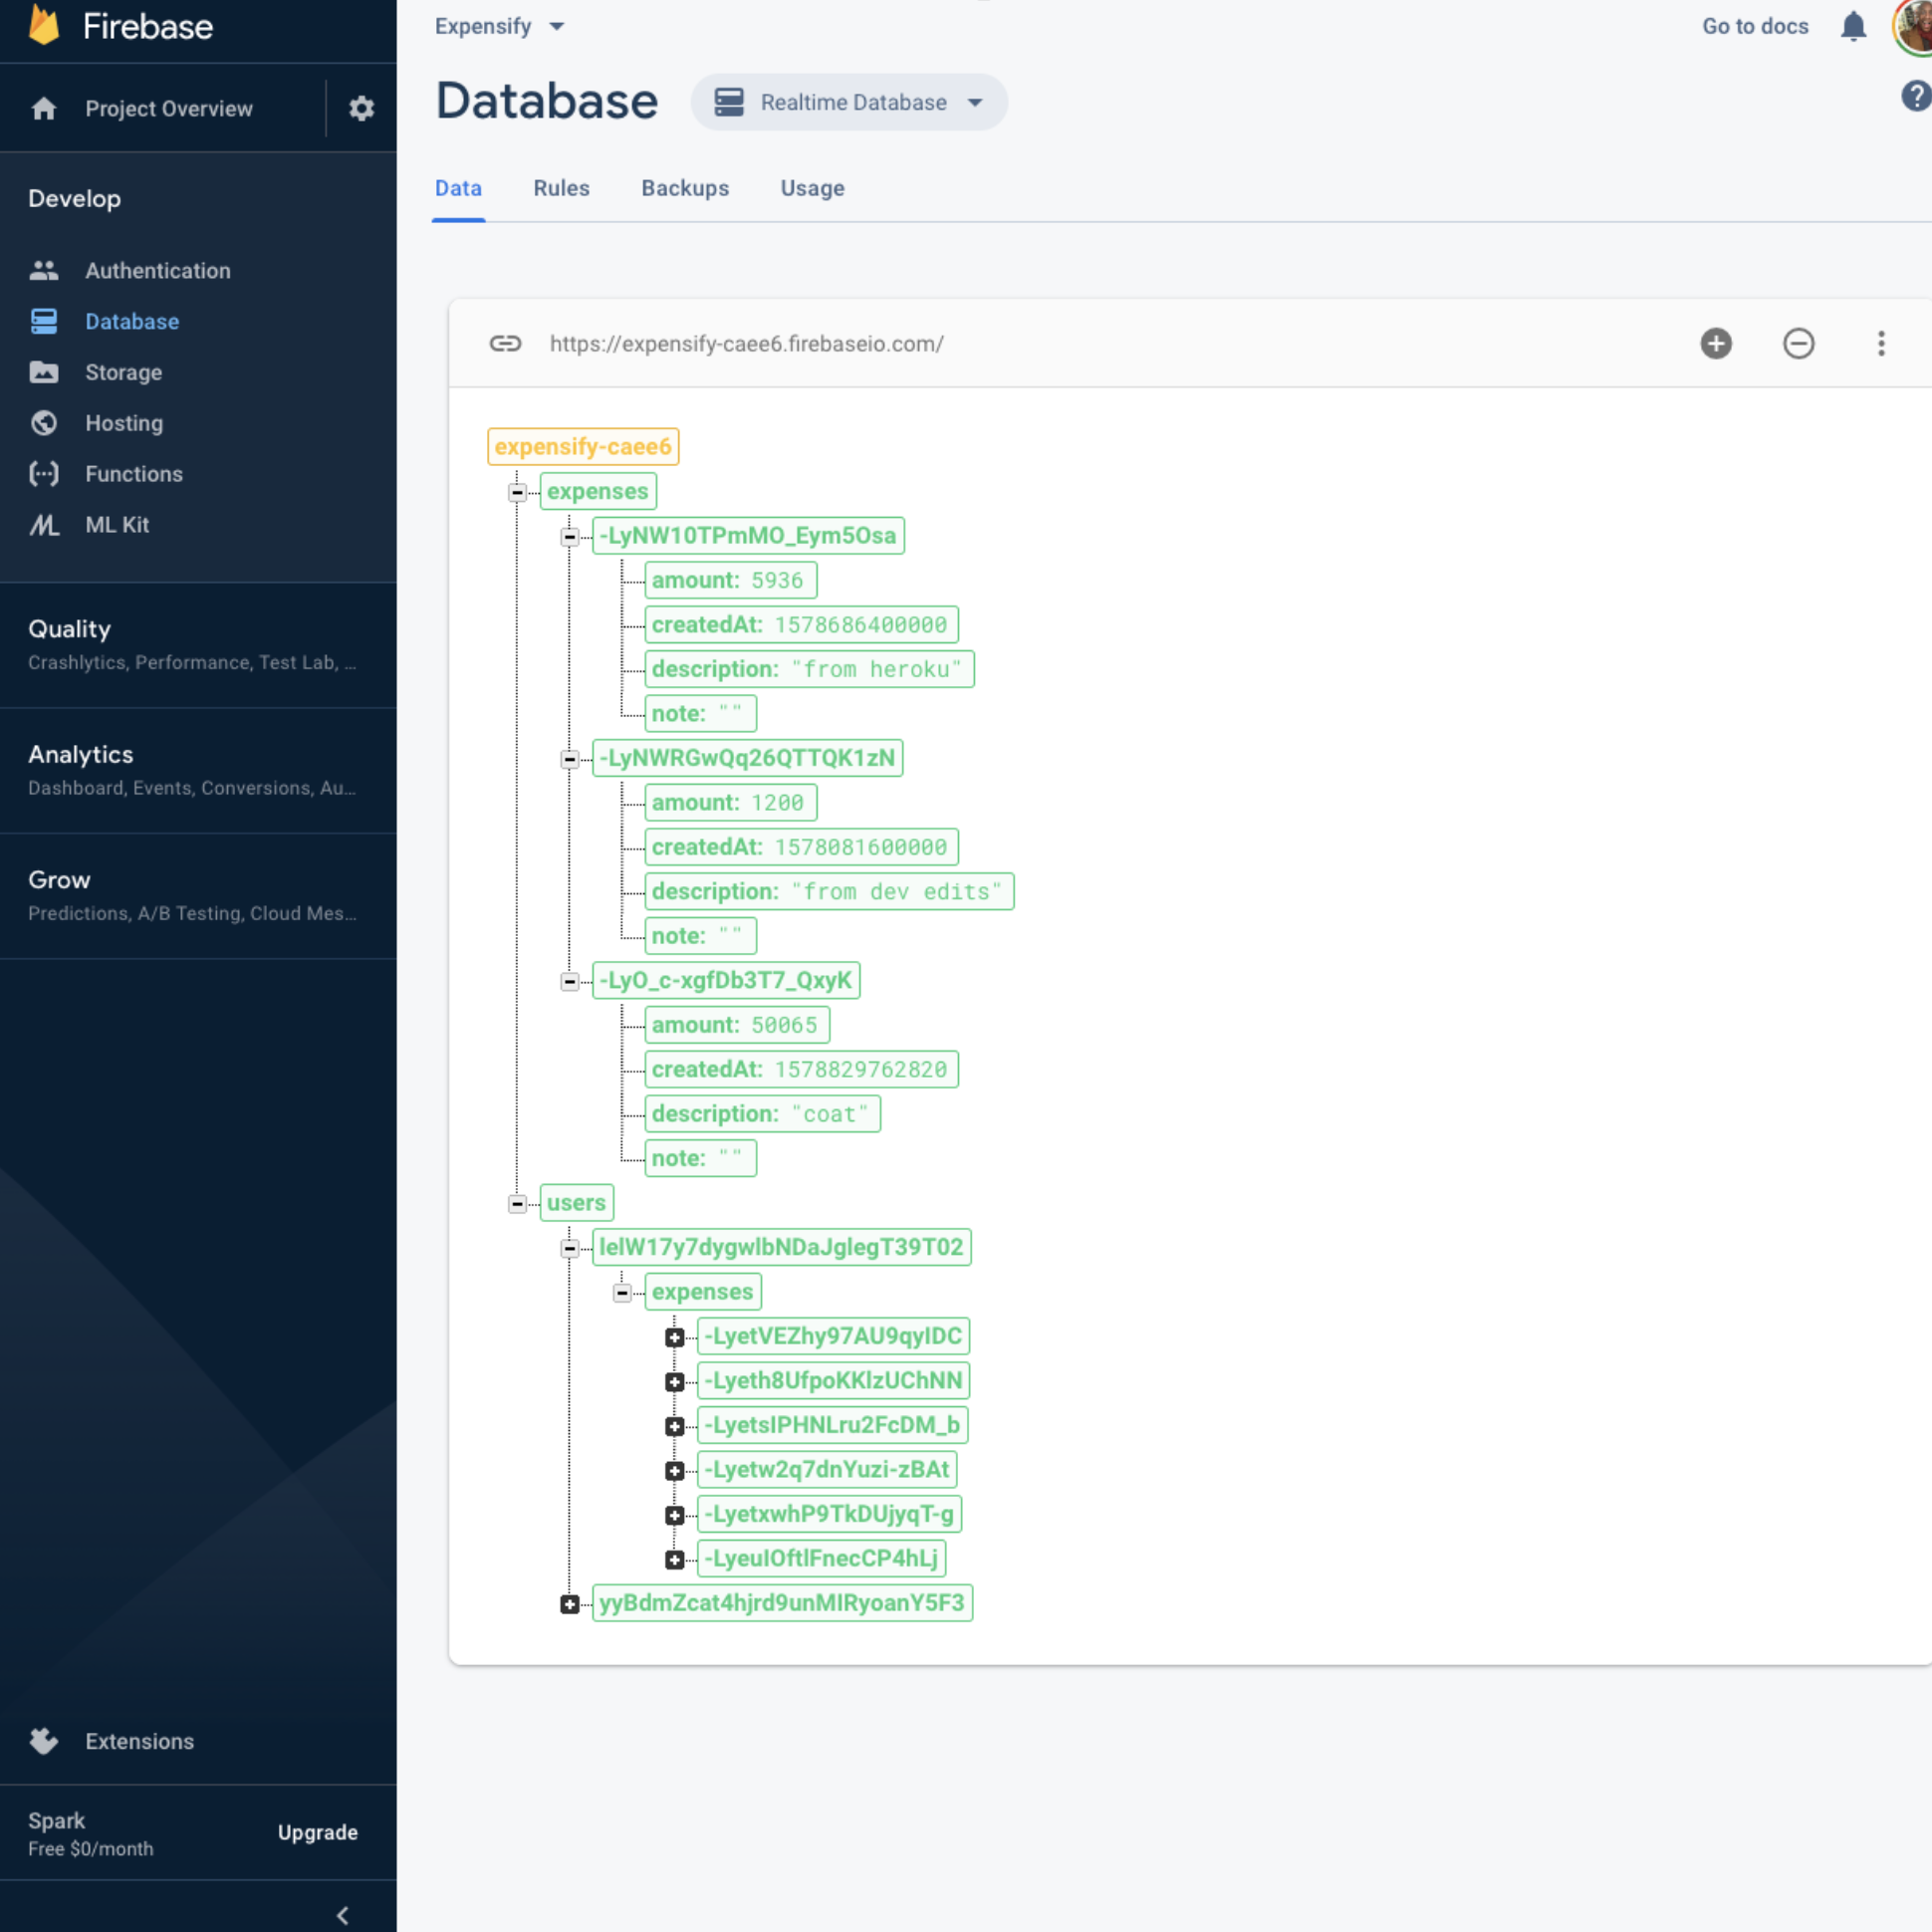 Firebase
Project Overview
Develop
Authentication
Database
Storage
Hosting
Functions
ML Kit
Quality
Crashlytics, Performance, Test Lab, ...
Analytics
Dashboard, Events, Conversions, Au...
Grow
Predictions, A/B Testing, Cloud Mes...
Extensions
Spark
Free $0/month
Upgrade
Expensify
Go to docs
Database
Realtime Database
Data Rules Backups Usage
https://expensify-caee6.firebaseio.com/
expensify-caee6
expenses
-LyNW10TPmMO_Eym5Osa
amount: 5936
createdAt: 1578686400000
description: "from heroku"
note: ""
-LyNWRGwQq26QTTQK1zN
amount: 1200
createdAt: 1578081600000
description: "from dev edits"
note: ""
-LyO_c-xgfDb3T7_QxyK
amount: 50065
createdAt: 1578829762820
description: "coat"
note: ""
users
lelW17y7dygwlbNDaJglegT39T02
expenses
-LyetVEZhy97AU9qyIDC
-Lyeth8UfpoKKlzUChNN
-LyetsIPHNLru2FcDM_b
-Lyetw2q7dnYuzi-zBAt
-LyetxwhP9TkDUjyqT-g
-LyeuIOftlFnecCP4hLj
yyBdmZcat4hjrd9unMIRyoanY5F3